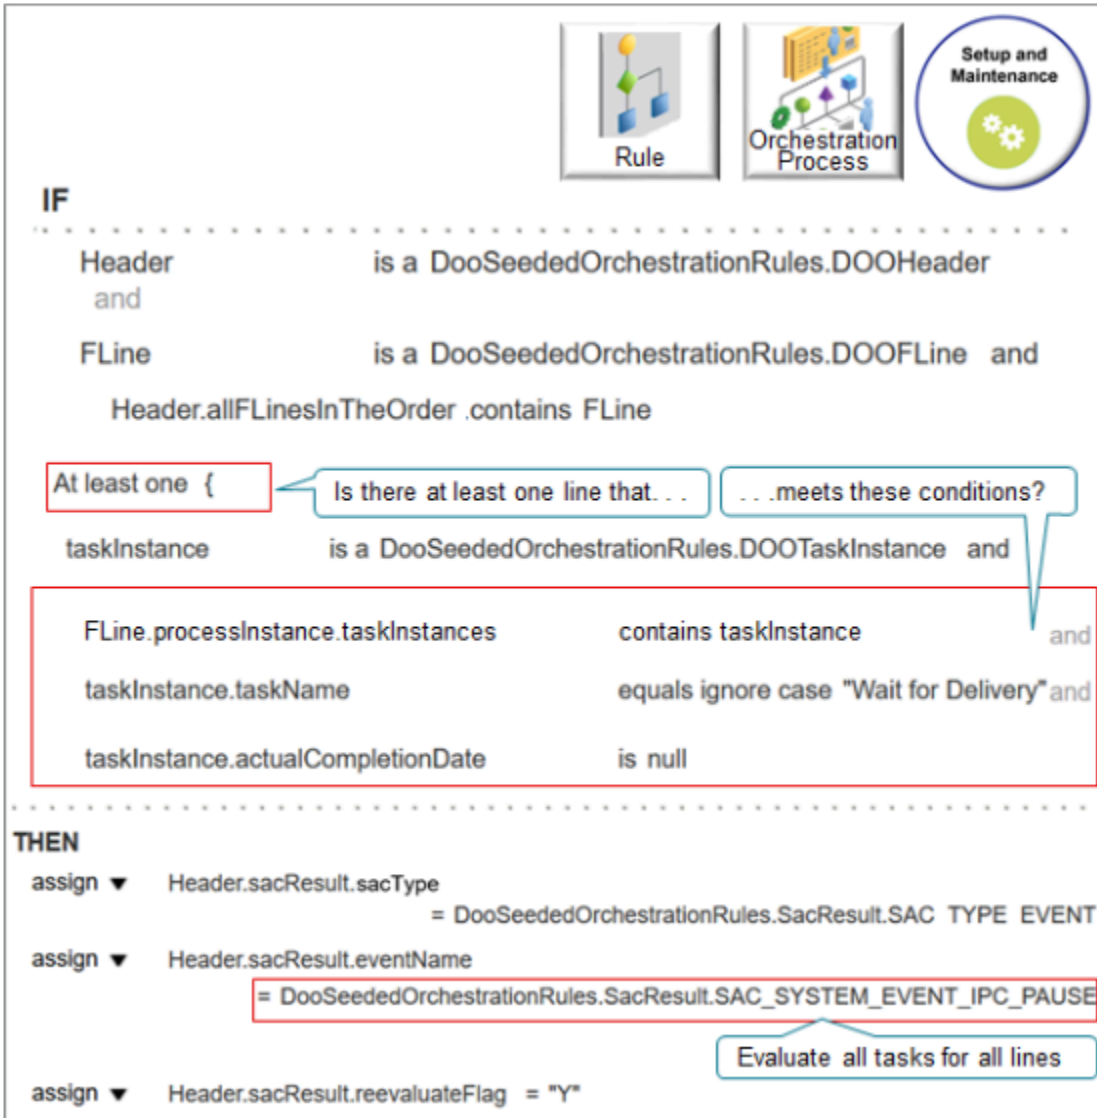 Setup and
Maintenance
Rule
Orchestration
Process
IF
Header is a DooSeededOrchestrationRules.DOOHeader
and
FLine is a DooSeededOrchestrationRules.DOOFLine and
Header.allFLinesInTheOrder .contains FLine
At least one {
Is there at least one line that. . .
. . .meets these conditions?
taskInstance is a DooSeededOrchestrationRules.DOOTaskInstance and
FLine.processInstance.taskInstances contains taskInstance and
taskInstance.taskName equals ignore case "Wait for Delivery" and
taskInstance.actualCompletionDate is null
THEN
assign ▼ Header.sacResult.sacType
= DooSeededOrchestrationRules.SacResult.SAC TYPE EVENT
assign ▼ Header.sacResult.eventName
= DooSeededOrchestrationRules.SacResult.SAC_SYSTEM_EVENT_IPC_PAUSE
Evaluate all tasks for all lines
assign ▼ Header.sacResult.reevaluateFlag = "Y"